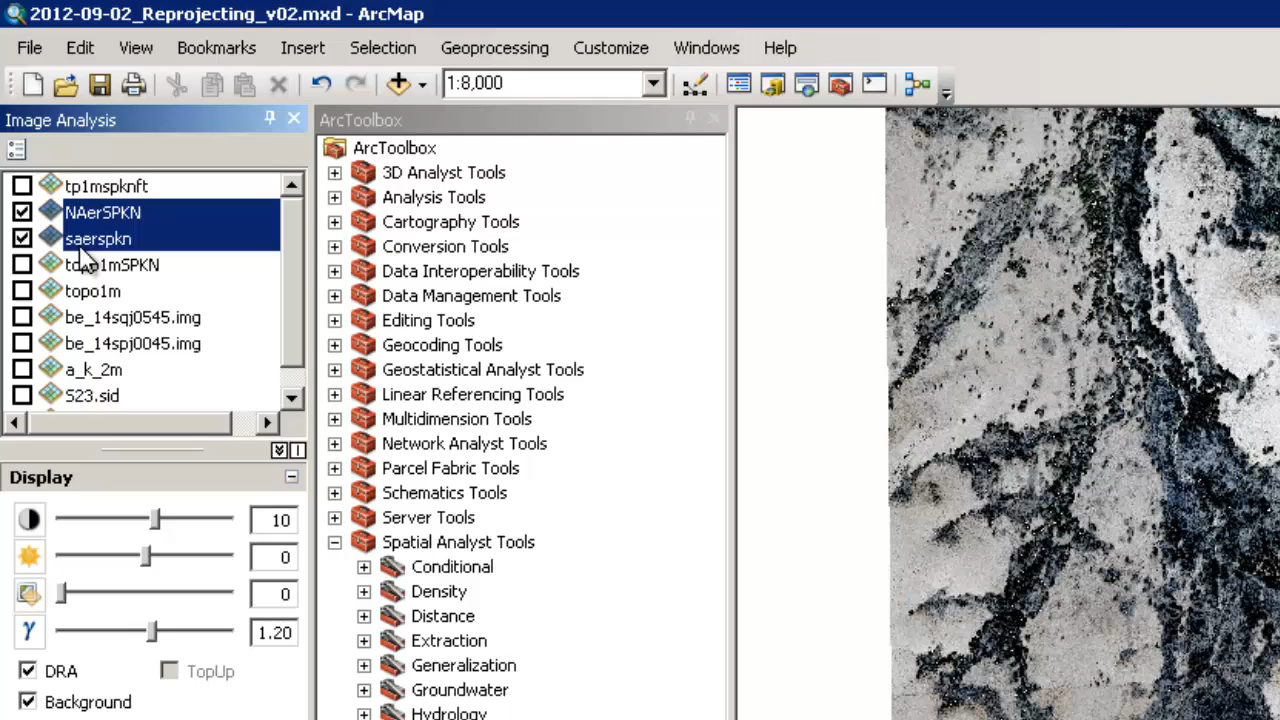 2012-09-02_Reprojecting_v02.mxd - ArcMap
File Edit View Bookmarks Insert Selection Geoprocessing Customize Windows Help
1:8,000
Image Analysis
tp1mspknft
NAerSPKN
saerspkn
topo1m
be_14sqj0545.img
be_14spj0045.img
a_k_2m
S23.sid
Display
10
0
0
γ 1.20
DRA TopUp
Background
ArcToolbox
ArcToolbox
3D Analyst Tools
Analysis Tools
Cartography Tools
Conversion Tools
Data Interoperability Tools
Data Management Tools
Editing Tools
Geocoding Tools
Geostatistical Analyst Tools
Linear Referencing Tools
Multidimension Tools
Network Analyst Tools
Parcel Fabric Tools
Schematics Tools
Server Tools
Spatial Analyst Tools
Conditional
Density
Distance
Extraction
Generalization
Groundwater
Hydrology